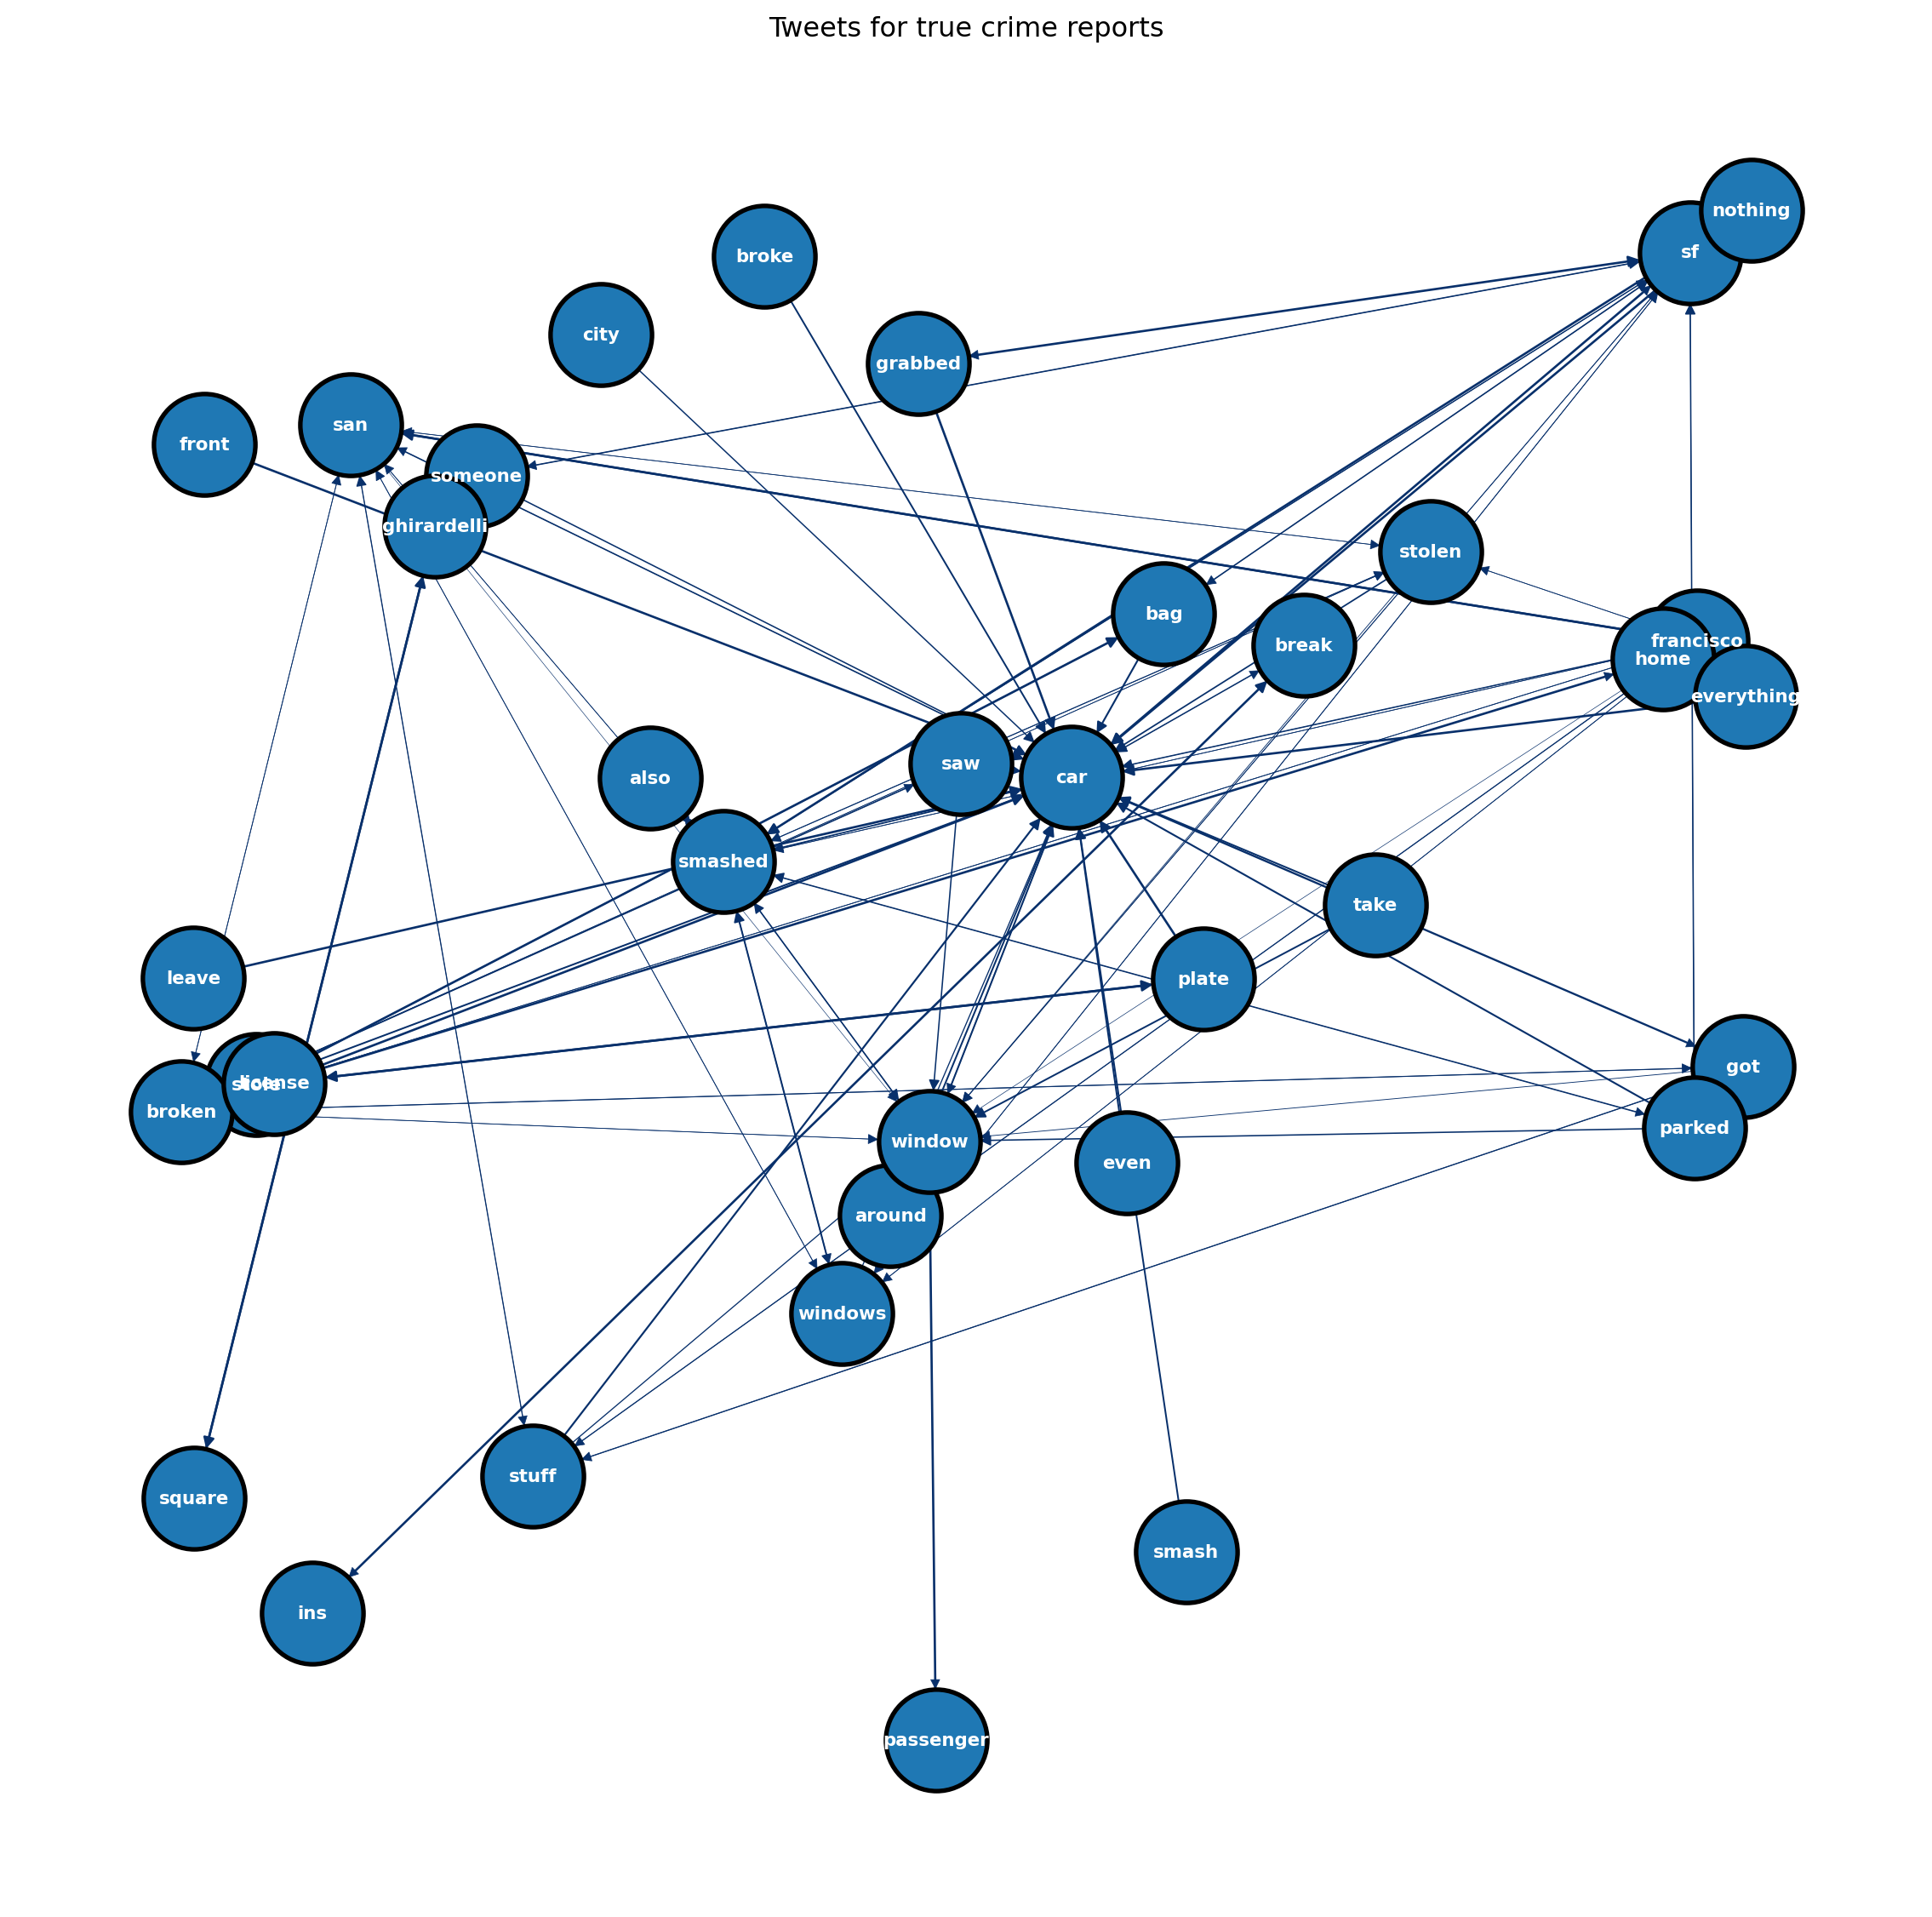 Tweets for true crime reports
nothing
sf
broke
city
grabbed
san
front
someone
ghirardelli
stolen
bag
break
francisco
home
everything
saw
car
also
smashed
take
leave
plate
got
license
broken
parked
window
even
around
windows
stuff
square
smash
ins
passenger